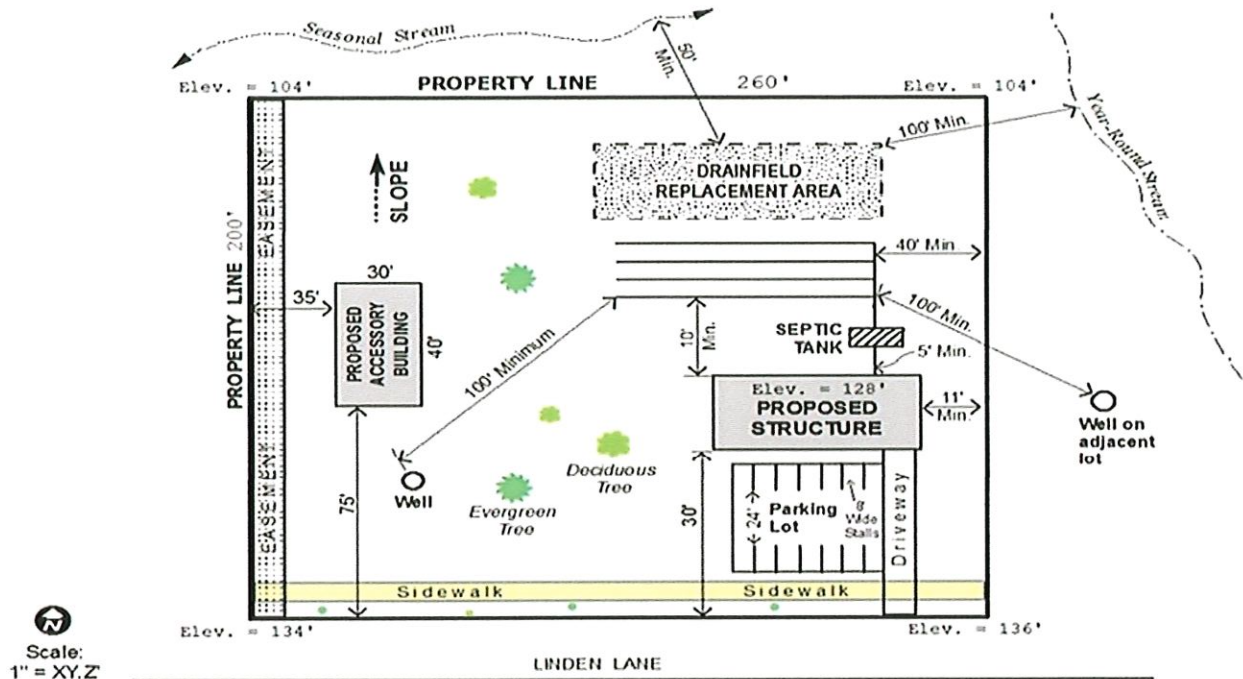 Seasonal Stream
50'
Min.
Elev. = 104'
PROPERTY LINE 260'
Elev. = 104'
100' Min.
Year-Round Stream
EASEMENT
EASEMENT
PROPERTY LINE 200'
SLOPE
DRAINFIELD
REPLACEMENT AREA
40' Min
30'
35'
PROPOSED
ACCESSORY
BUILDING
40'
100' Minimum
10'
Min.
SEPTIC
TANK
5' Min.
100' Min.
Elev. = 128'
PROPOSED
STRUCTURE
11'
Min.
Well on
adjacent
lot
75'
Well
Deciduous
Tree
Evergreen
Tree
30'
24'
Parking
Lot
8'
Wide
Stalls
Driveway
Sidewalk
Sidewalk
Elev. = 134'
Elev. = 136'
N
Scale:
1" = XY.Z'
LINDEN LANE